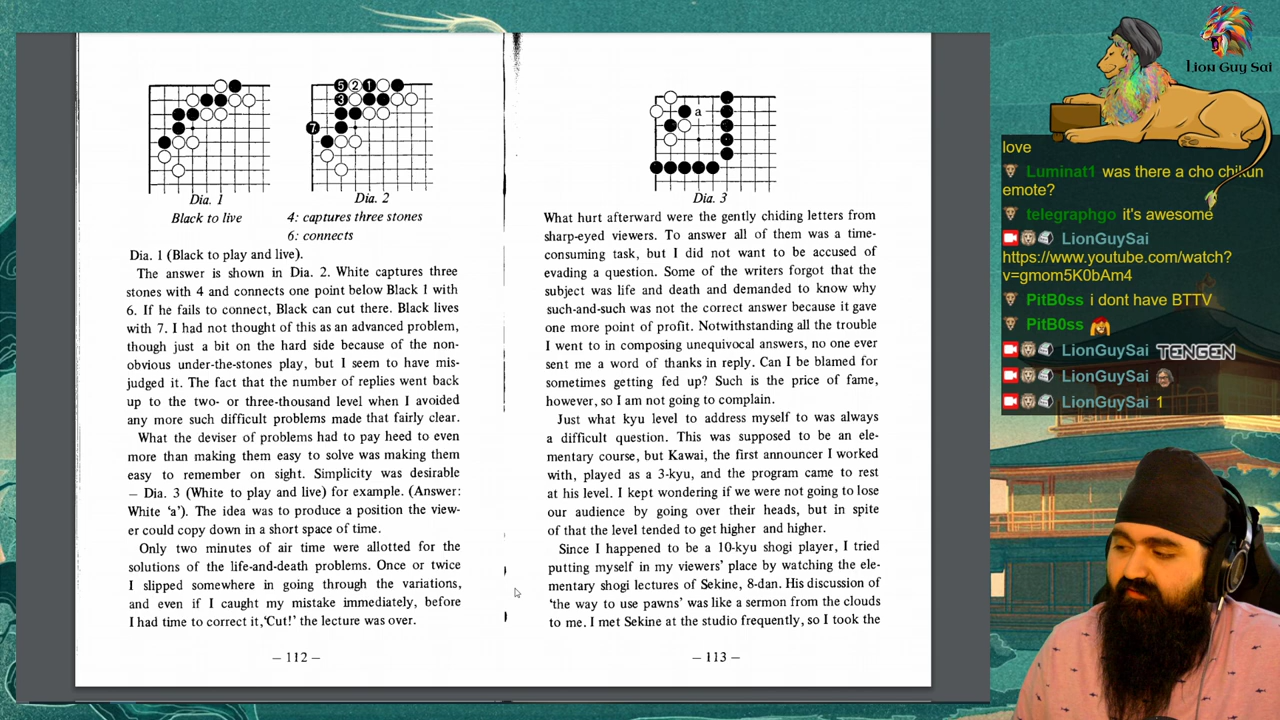 5 2 1
3
7
Dia. 1
Black to live
Dia. 2
4: captures three stones
6: connects
Dia. 1 (Black to play and live).
The answer is shown in Dia. 2. White captures three
stones with 4 and connects one point below Black 1 with
6. If he fails to connect, Black can cut there. Black lives
with 7. I had not thought of this as an advanced problem,
though just a bit on the hard side because of the non-
obvious under-the-stones play, but I seem to have mis-
judged it. The fact that the number of replies went back
up to the two- or three-thousand level when I avoided
any more such difficult problems made that fairly clear.
What the deviser of problems had to pay heed to even
more than making them easy to solve was making them
easy to remember on sight. Simplicity was desirable
– Dia. 3 (White to play and live) for example. (Answer:
White ‘a’). The idea was to produce a position the view-
er could copy down in a short space of time.
Only two minutes of air time were allotted for the
solutions of the life-and-death problems. Once or twice
I slipped somewhere in going through the variations,
and even if I caught my mistake immediately, before
I had time to correct it,‘Cut!’ the lecture was over.
– 112 –
a
Dia. 3
What hurt afterward were the gently chiding letters from
sharp-eyed viewers. To answer all of them was a time-
consuming task, but I did not want to be accused of
evading a question. Some of the writers forgot that the
subject was life and death and demanded to know why
such-and-such was not the correct answer because it gave
one more point of profit. Notwithstanding all the trouble
I went to in composing unequivocal answers, no one ever
sent me a word of thanks in reply. Can I be blamed for
sometimes getting fed up? Such is the price of fame,
however, so I am not going to complain.
Just what kyu level to address myself to was always
a difficult question. This was supposed to be an ele-
mentary course, but Kawai, the first announcer I worked
with, played as a 3-kyu, and the program came to rest
at his level. I kept wondering if we were not going to lose
our audience by going over their heads, but in spite
of that the level tended to get higher and higher.
Since I happened to be a 10-kyu shogi player, I tried
putting myself in my viewers’ place by watching the ele-
mentary shogi lectures of Sekine, 8-dan. His discussion of
‘the way to use pawns’ was like a sermon from the clouds
to me. I met Sekine at the studio frequently, so I took the
– 113 –
Lion Guy Sai
love
Luminat1 was there a cho chikun
emote?
telegraphgo it's awesome
LionGuySai
https://www.youtube.com/watch?
v=gmom5K0bAm4
PitB0ss i dont have BTTV
PitB0ss
LionGuySai TENGEN
LionGuySai
LionGuySai 1